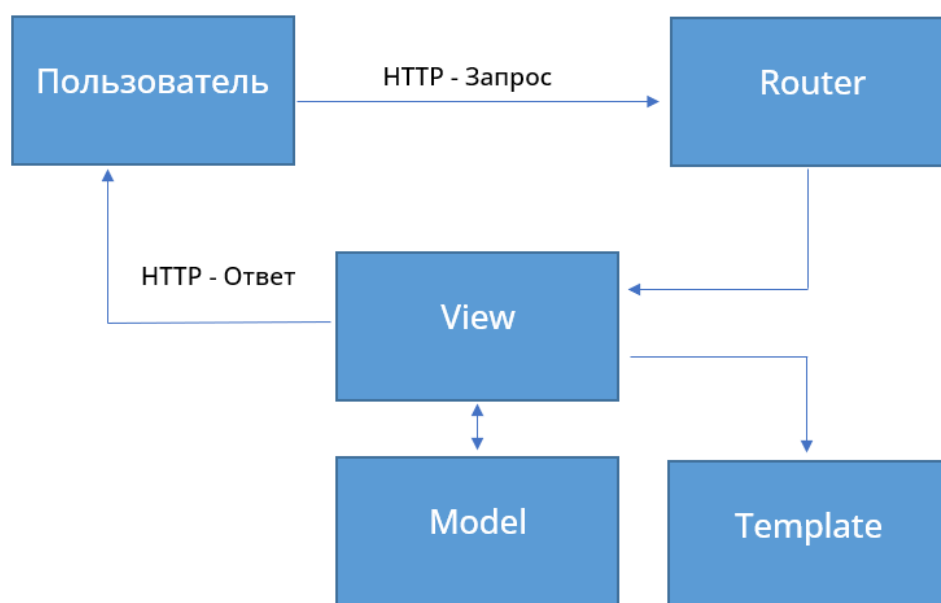 Пользователь
HTTP - Запрос
Router
HTTP - Ответ
View
Model
Template